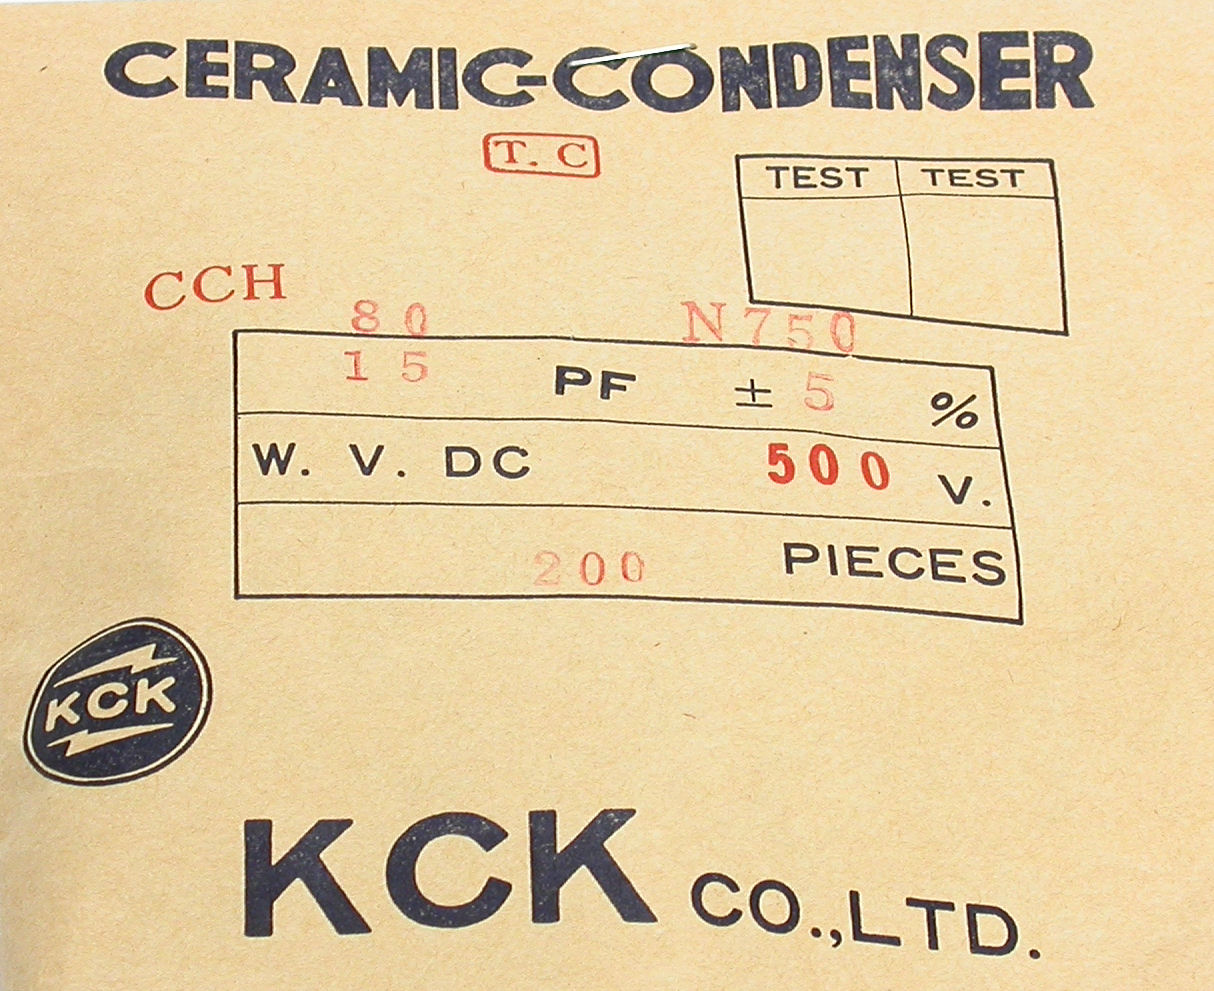 CERAMIC-CONDENSER
T. C
TEST TEST
CCH
80 N750
15 PF ± 5 %
W. V. DC 500 V.
200 PIECES
KCK
KCK CO.,LTD.